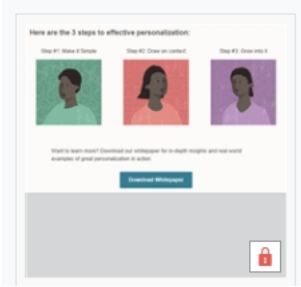 Here are the 3 steps to effective personalization:
Step #1: Make it Simple
Step #2: Draw on context
Step #3: Grow into it
Want to learn more? Download our whitepaper for in-depth insights and real-world
examples of great personalization in action.
Download Whitepaper